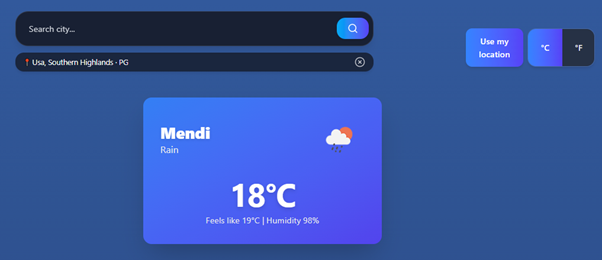 Search city...
Usa, Southern Highlands - PG
Use my
location
°C
°F
Mendi
Rain
18°C
Feels like 19°C | Humidity 98%